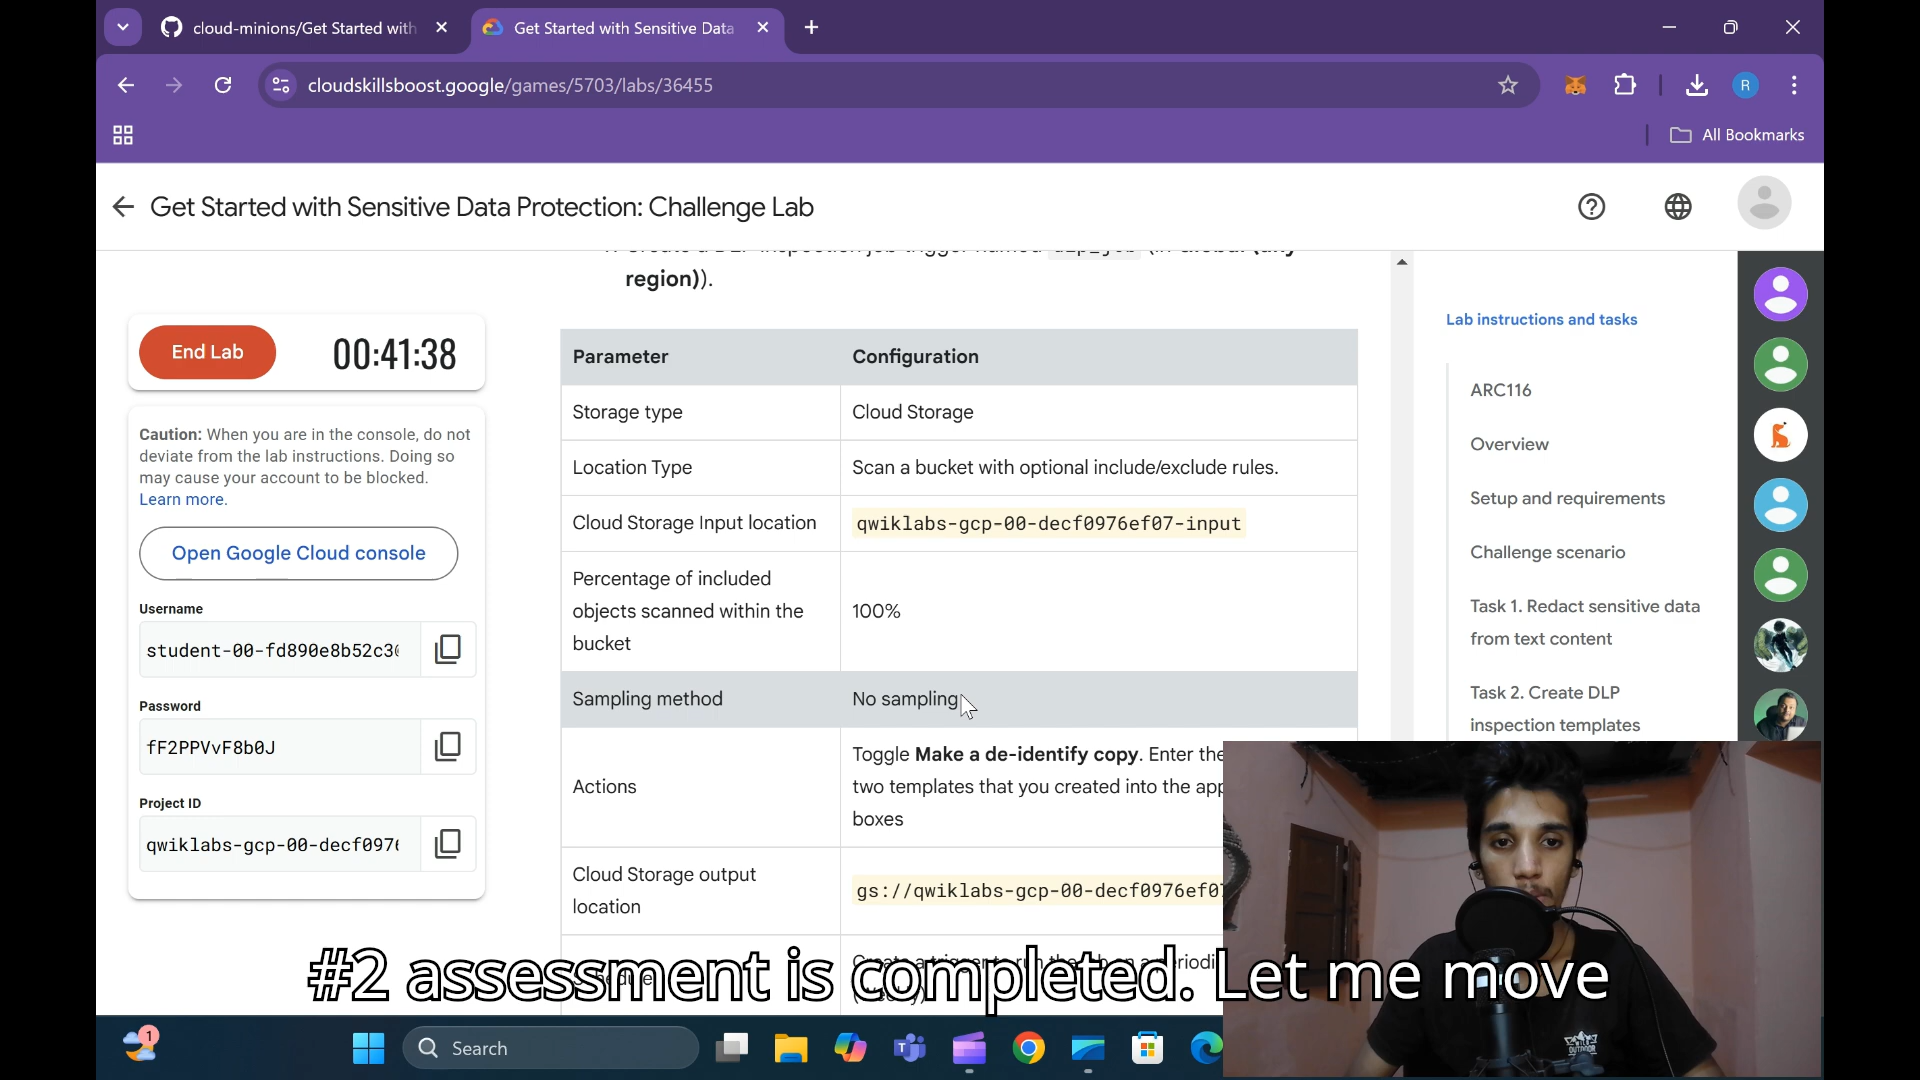 cloud-minions/Get Started with
Get Started with Sensitive Data
cloudskillsboost.google/games/5703/labs/36455
R
All Bookmarks
Get Started with Sensitive Data Protection: Challenge Lab
region)).
End Lab
00:41:38
Caution: When you are in the console, do not
deviate from the lab instructions. Doing so
may cause your account to be blocked.
Learn more.
Open Google Cloud console
Username
student-00-fd890e8b52c30
Password
fF2PPVvF8b0J
Project ID
qwiklabs-gcp-00-decf0976
Parameter Configuration
Storage type Cloud Storage
Location Type Scan a bucket with optional include/exclude rules.
Cloud Storage Input location qwiklabs-gcp-00-decf0976ef07-input
Percentage of included
objects scanned within the
bucket
100%
Sampling method No sampling
Actions
Toggle Make a de-identify copy. Enter the
two templates that you created into the app
boxes
Cloud Storage output
location
gs://qwiklabs-gcp-00-decf0976ef07
Lab instructions and tasks
ARC116
Overview
Setup and requirements
Challenge scenario
Task 1. Redact sensitive data
from text content
Task 2. Create DLP
inspection templates
#2 assessment is completed. Let me move
1
Search